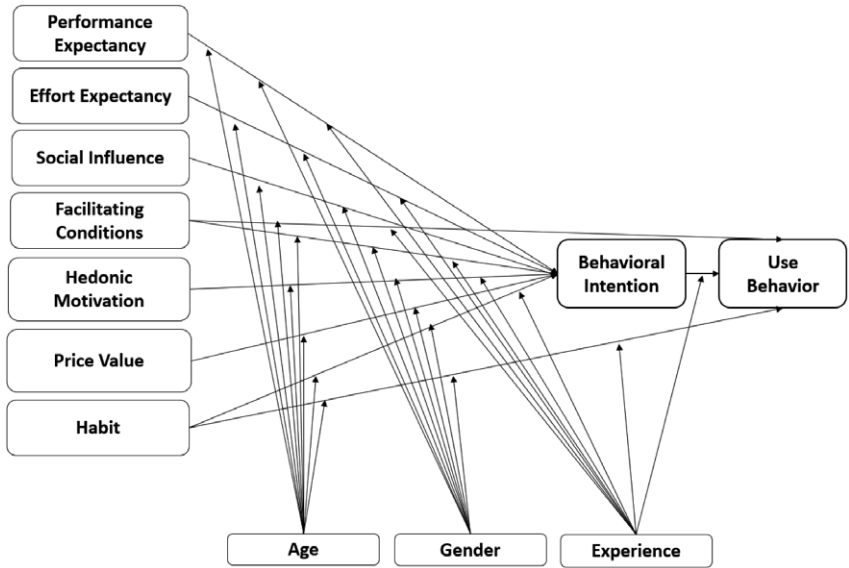 Performance
Expectancy
Effort Expectancy
Social Influence
Facilitating
Conditions
Hedonic
Motivation
Price Value
Habit
Behavioral
Intention
Use
Behavior
Age
Gender
Experience